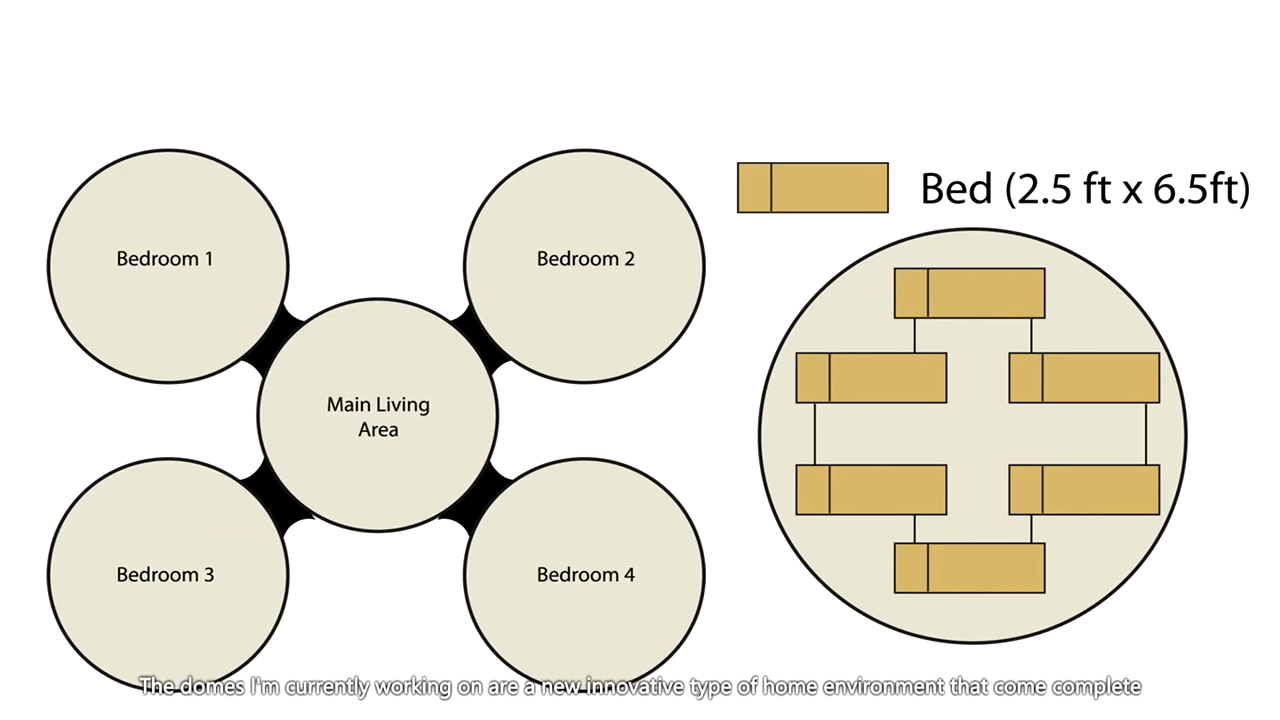 Bedroom 1
Bedroom 2
Bed (2.5 ft x 6.5ft)
Main Living
Area
Bedroom 3
Bedroom 4
The domes I'm currently working on are a new innovative type of home environment that come complete